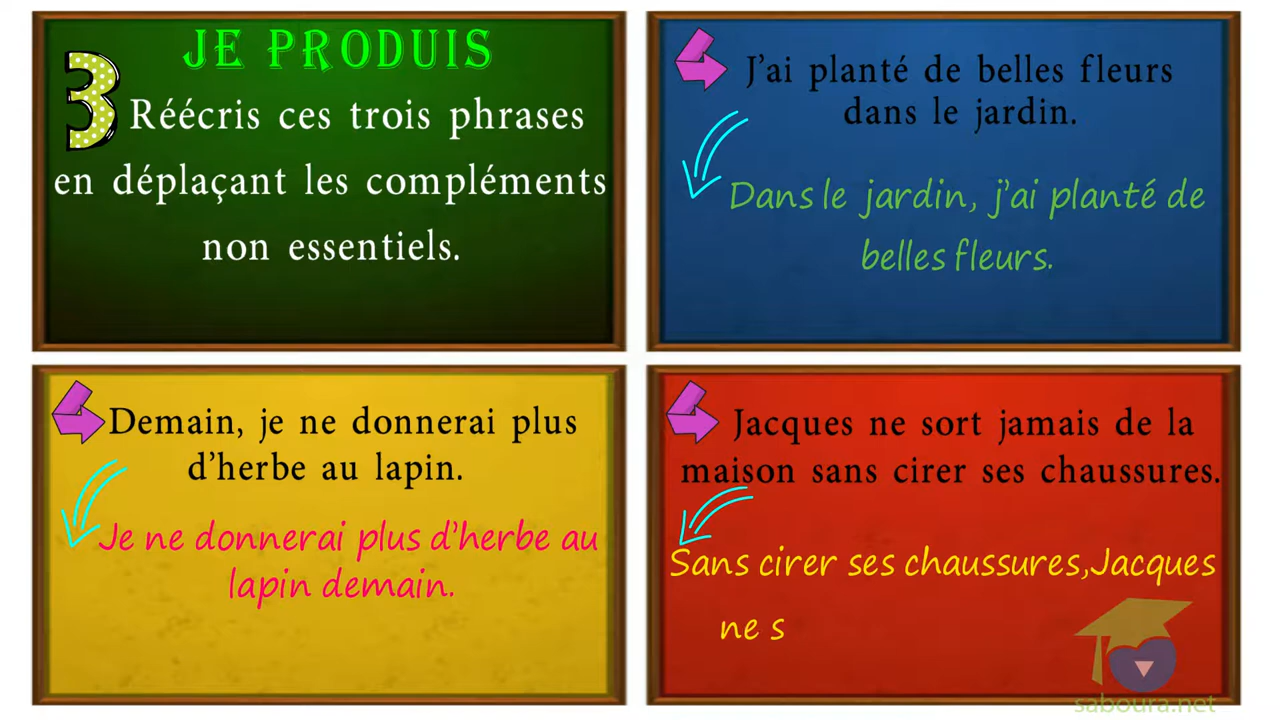 JE PRODUIS
3
Réécris ces trois phrases
en déplaçant les compléments
non essentiels.
J'ai planté de belles fleurs
dans le jardin.
Dans le jardin, j'ai planté de
belles fleurs.
Demain, je ne donnerai plus
d'herbe au lapin.
Je ne donnerai plus d'herbe au
lapin demain.
Jacques ne sort jamais de la
maison sans cirer ses chaussures.
Sans cirer ses chaussures,Jacques
ne s
saboura.net